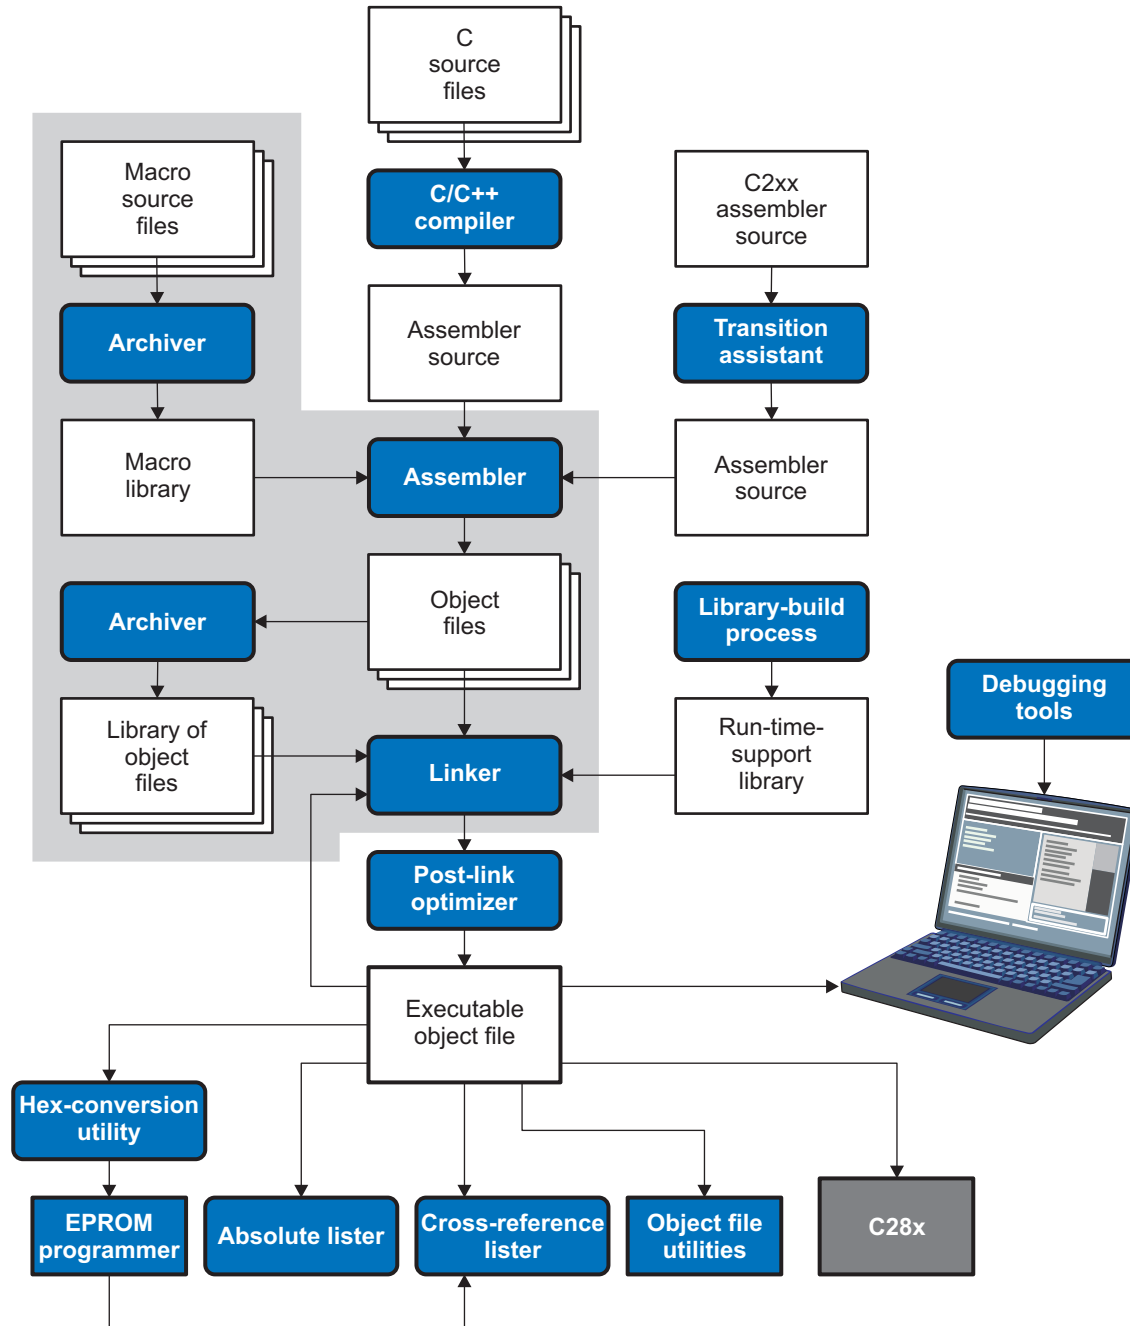 C
source
files
Macro
source
files
C/C++
compiler
C2xx
assembler
source
Archiver
Assembler
source
Transition
assistant
Macro
library
Assembler
Assembler
source
Archiver
Object
files
Library-build
process
Library of
object
files
Linker
Run-time-
support
library
Debugging
tools
Post-link
optimizer
Executable
object file
Hex-conversion
utility
EPROM
programmer
Absolute lister
Cross-reference
lister
Object file
utilities
C28x